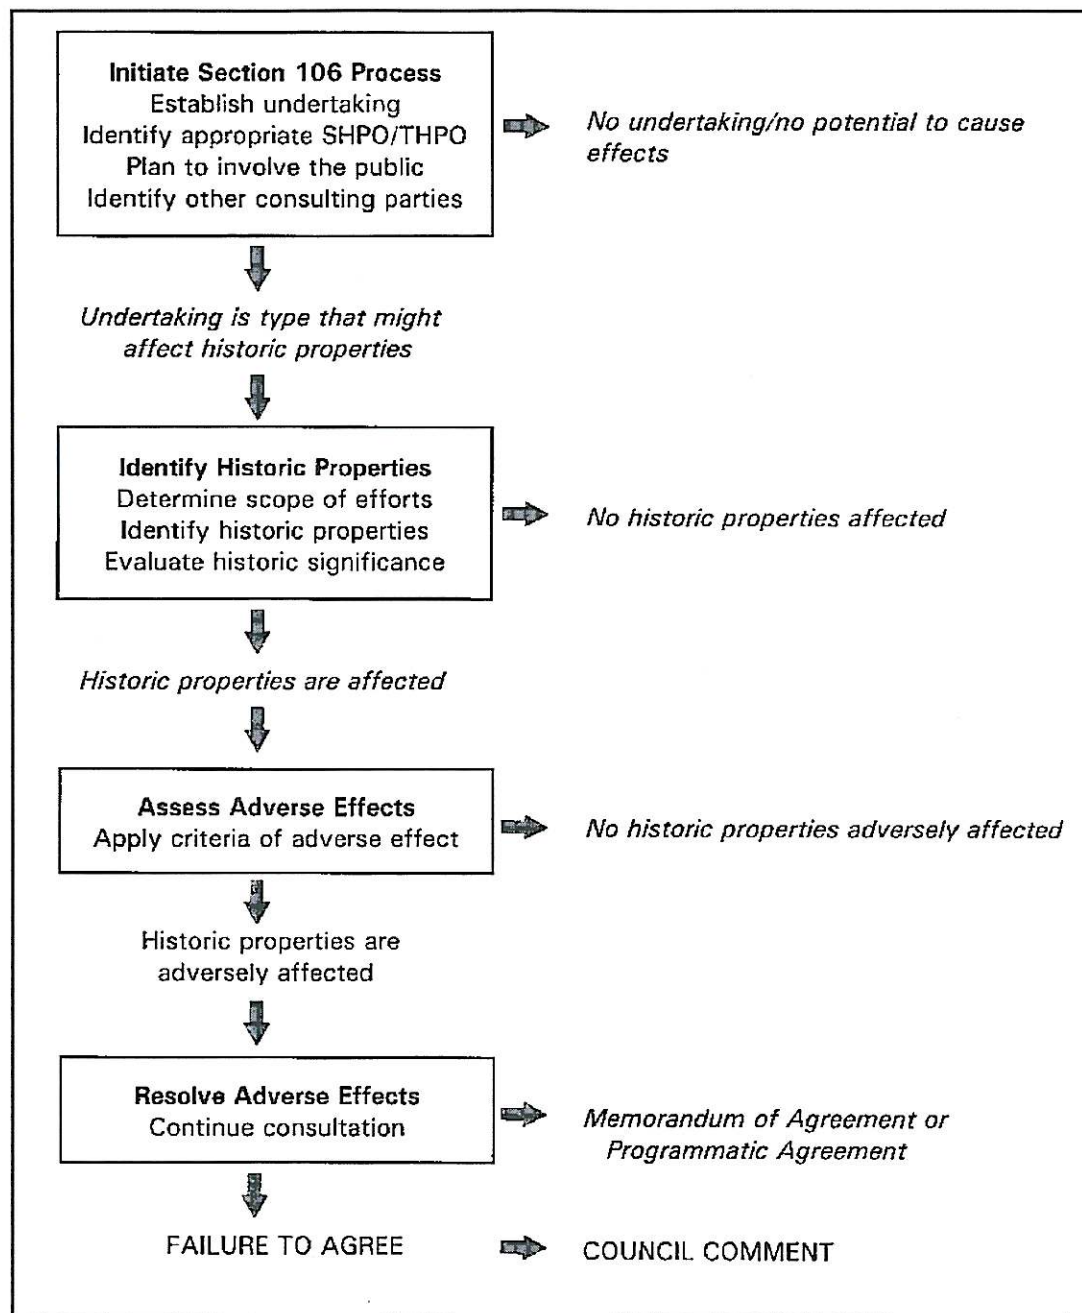 Initiate Section 106 Process
Establish undertaking
Identify appropriate SHPO/THPO
Plan to involve the public
Identify other consulting parties
No undertaking/no potential to cause
effects
Undertaking is type that might
affect historic properties
Identify Historic Properties
Determine scope of efforts
Identify historic properties
Evaluate historic significance
No historic properties affected
Historic properties are affected
Assess Adverse Effects
Apply criteria of adverse effect
No historic properties adversely affected
Historic properties are
adversely affected
Resolve Adverse Effects
Continue consultation
Memorandum of Agreement or
Programmatic Agreement
FAILURE TO AGREE
COUNCIL COMMENT